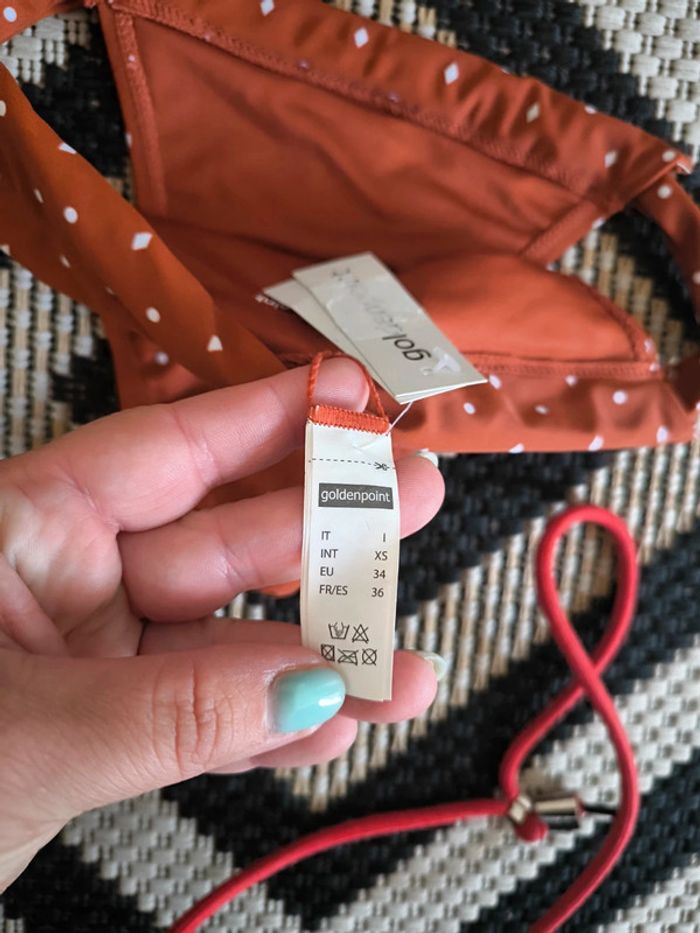 goldenpoint
goldenpoint
IT I
INT XS
EU 34
FR/ES 36